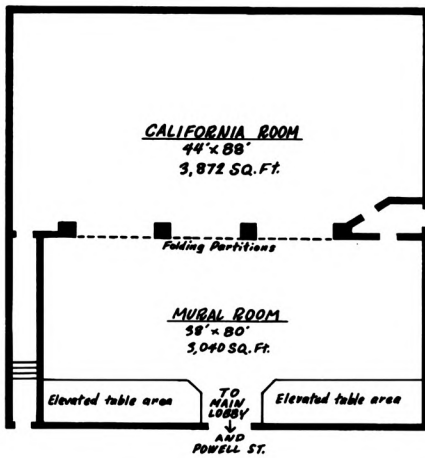 CALIFORNIA ROOM
44' x 88'
3,872 SQ. Ft.
Folding Partitions
MURAL ROOM
38' x 80'
3,040 SQ. Ft.
Elevated table area
TO
MAIN
LOBBY
Elevated table area
AND
POWELL ST.